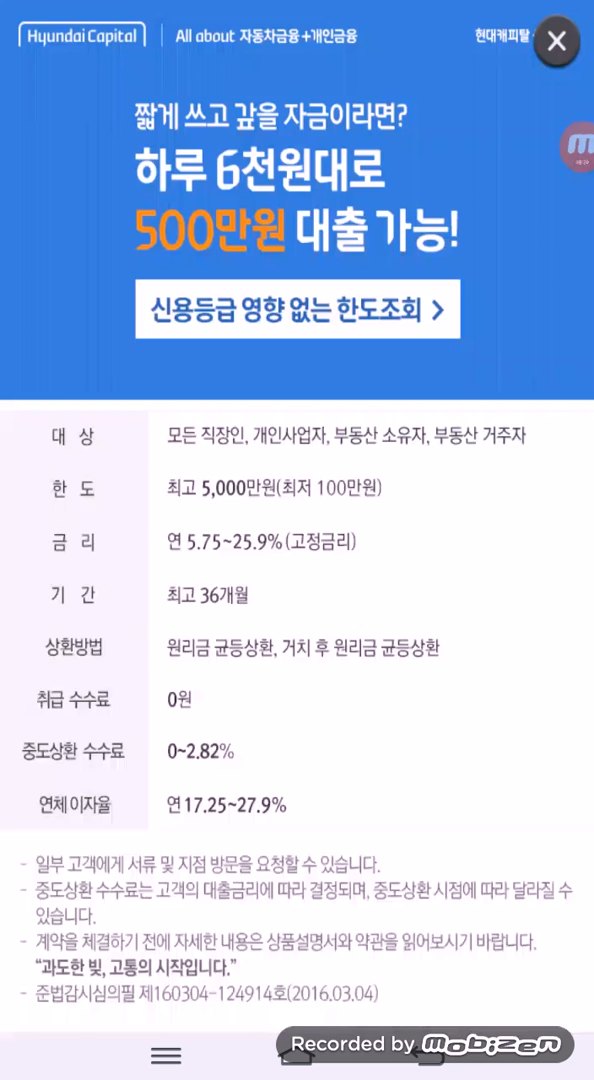 Hyundai Capital All about 자동차금융+개인금융 현대캐피탈
짧게 쓰고 갚을 자금이라면?
하루 6천원대로
500만원 대출 가능!
신용등급 영향 없는 한도조회 >
대 상 모든 직장인, 개인사업자, 부동산 소유자, 부동산 거주자
한 도 최고 5,000만원(최저 100만원)
금 리 연 5.75~25.9% (고정금리)
기 간 최고 36개월
상환방법 원리금 균등상환, 거치 후 원리금 균등상환
취급 수수료 0원
중도상환 수수료 0~2.82%
연체 이자율 연 17.25~27.9%
- 일부 고객에게 서류 및 지점 방문을 요청할 수 있습니다.
- 중도상환 수수료는 고객의 대출금리에 따라 결정되며, 중도상환 시점에 따라 달라질 수
있습니다.
- 계약을 체결하기 전에 자세한 내용은 상품설명서와 약관을 읽어보시기 바랍니다.
“과도한 빚, 고통의 시작입니다.”
- 준법감시심의필 제160304-124914호(2016.03.04)
Recorded by mobizen